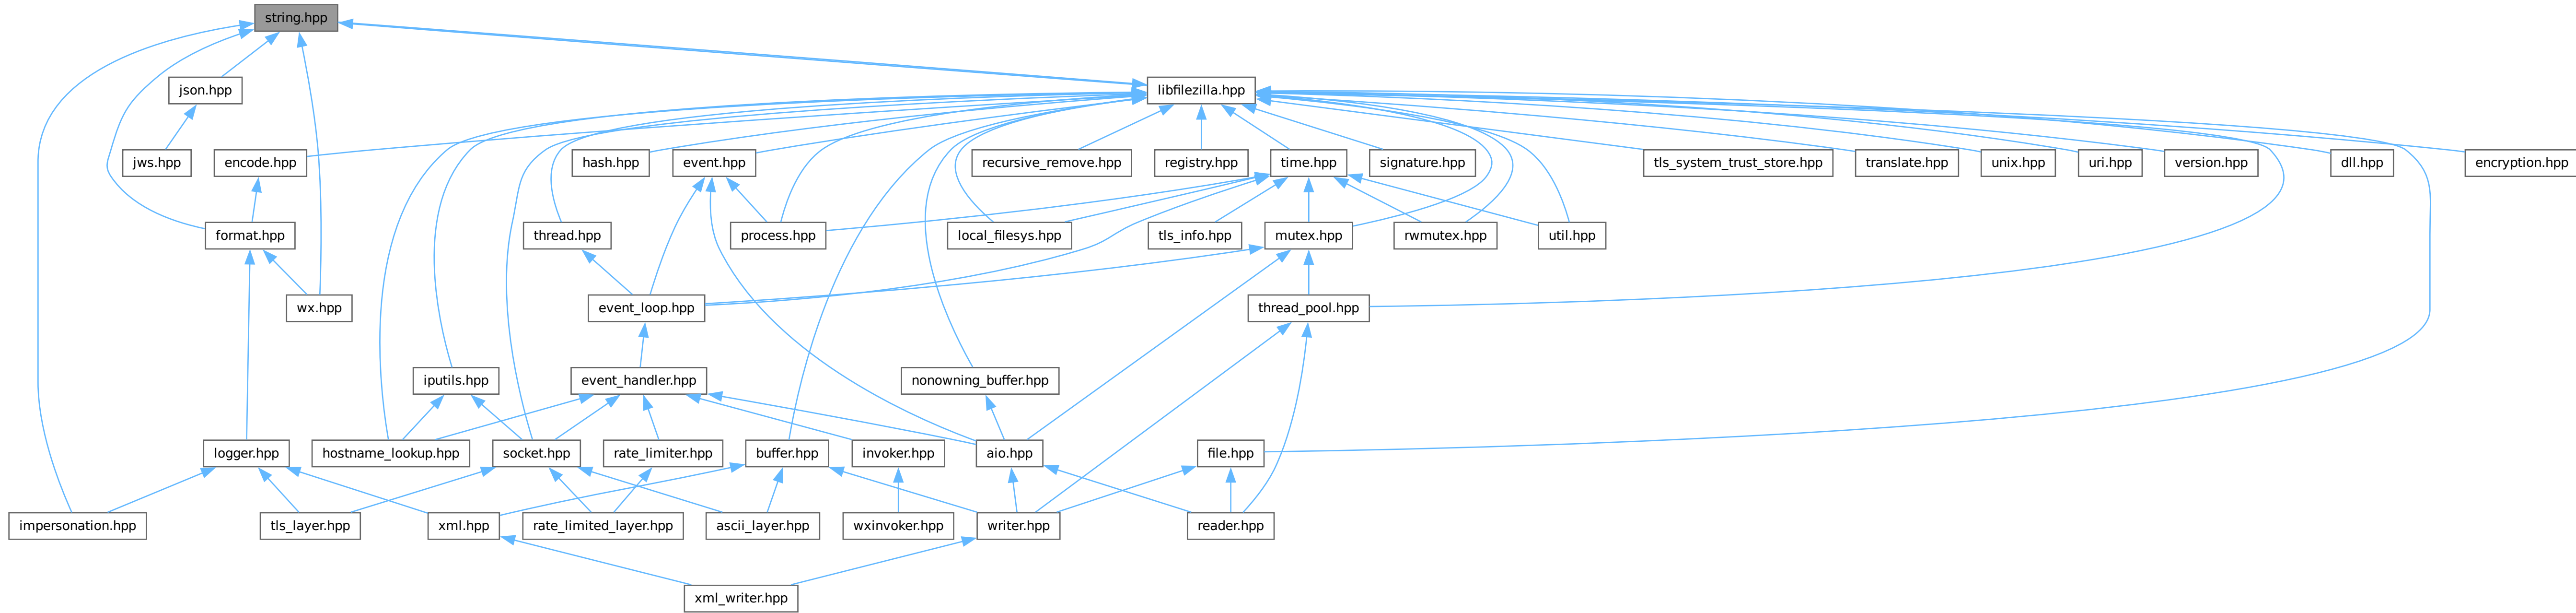 string.hpp
json.hpp
libfilezilla.hpp
jws.hpp
encode.hpp
hash.hpp
event.hpp
recursive_remove.hpp
registry.hpp
time.hpp
signature.hpp
tls_system_trust_store.hpp
translate.hpp
unix.hpp
uri.hpp
version.hpp
dll.hpp
encryption.hpp
format.hpp
thread.hpp
process.hpp
local_filesys.hpp
tls_info.hpp
mutex.hpp
rwmutex.hpp
util.hpp
wx.hpp
event_loop.hpp
thread_pool.hpp
iputils.hpp
event_handler.hpp
nonowning_buffer.hpp
logger.hpp
hostname_lookup.hpp
socket.hpp
rate_limiter.hpp
buffer.hpp
invoker.hpp
aio.hpp
file.hpp
impersonation.hpp
tls_layer.hpp
xml.hpp
rate_limited_layer.hpp
ascii_layer.hpp
wxinvoker.hpp
writer.hpp
reader.hpp
xml_writer.hpp